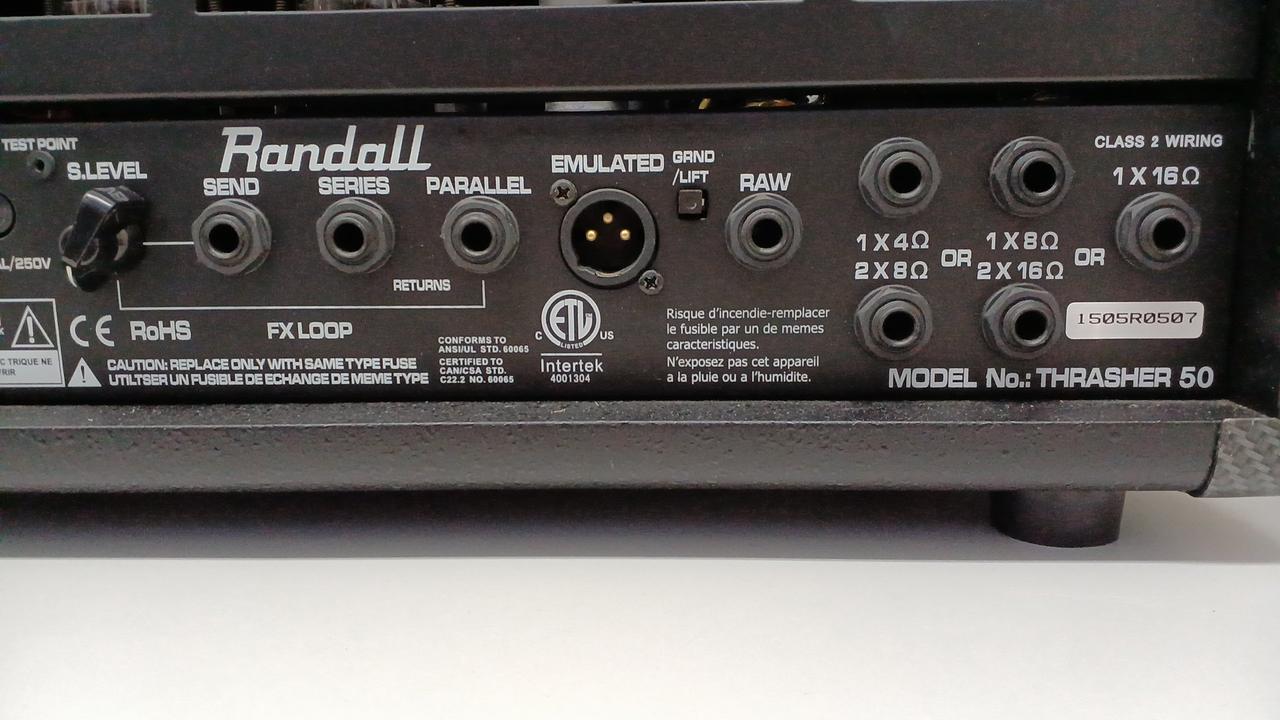 TEST POINT
S.LEVEL
Randall
SEND
SERIES
PARALLEL
EMULATED
GRND
/LIFT
RAW
CLASS 2 WIRING
1 X 16Ω
1 X 4Ω
2 X 8Ω
OR
1 X 8Ω
2 X 16Ω
OR
/250V
RETURNS
CE RoHS
FX LOOP
CONFORMS TO
ANSI/UL STD. 60065
CERTIFIED TO
CAN/CSA STD.
C22.2 NO. 60065
C ETL US
LISTED
Intertek
4001304
Risque d'incendie-remplacer
le fusible par un de memes
caracteristiques.
N'exposez pas cet appareil
a la pluie ou a l'humidite.
1505R0507
TRIQUE NE
CAUTION: REPLACE ONLY WITH SAME TYPE FUSE
UTILTSER UN FUSIBLE DE ECHANGE DE MEME TYPE
MODEL No.: THRASHER 50